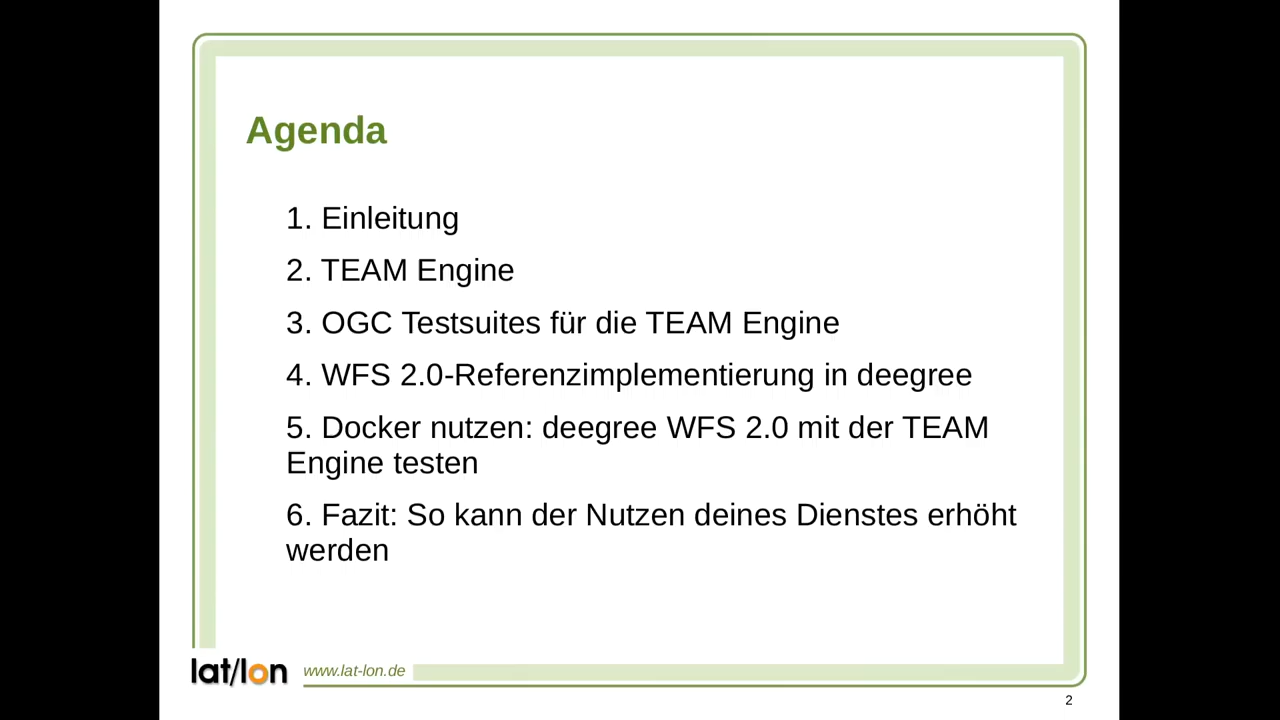 Agenda
1. Einleitung
2. TEAM Engine
3. OGC Testsuites für die TEAM Engine
4. WFS 2.0-Referenzimplementierung in deegree
5. Docker nutzen: deegree WFS 2.0 mit der TEAM
Engine testen
6. Fazit: So kann der Nutzen deines Dienstes erhöht
werden
lat/lon www.lat-lon.de
2